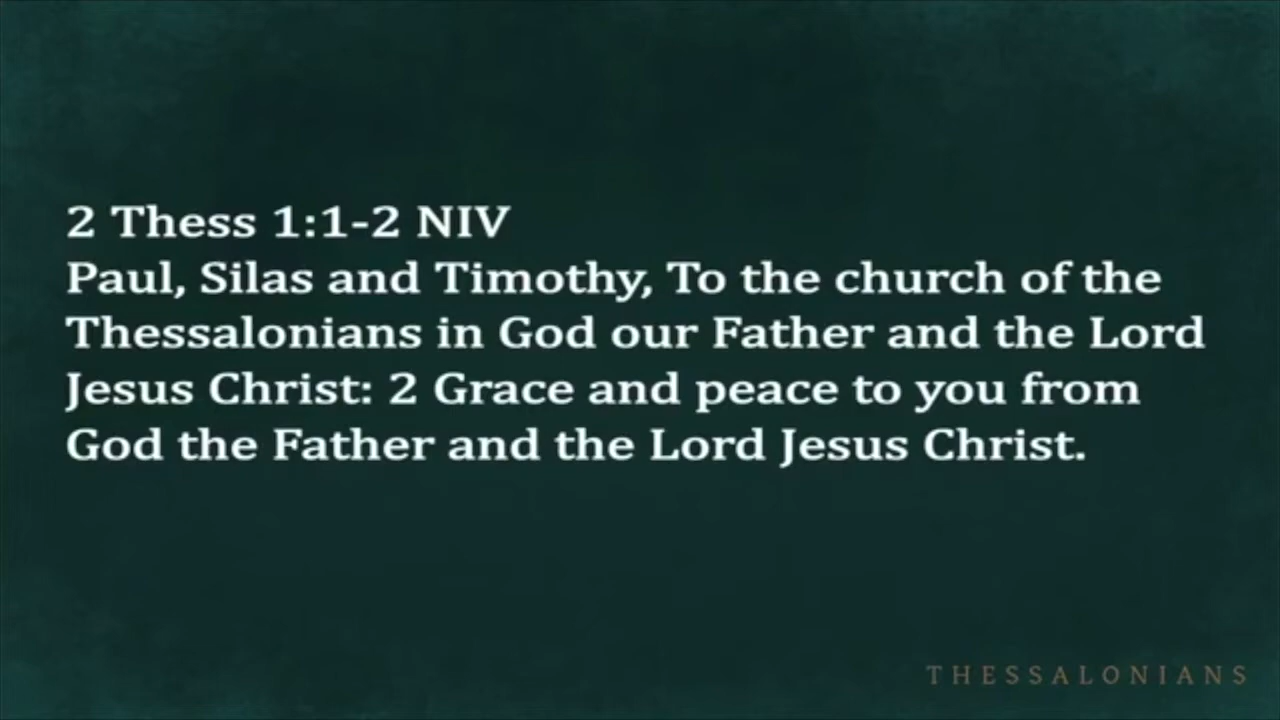 2 Thess 1:1-2 NIV
Paul, Silas and Timothy, To the church of the
Thessalonians in God our Father and the Lord
Jesus Christ: 2 Grace and peace to you from
God the Father and the Lord Jesus Christ.
THESSALONIANS